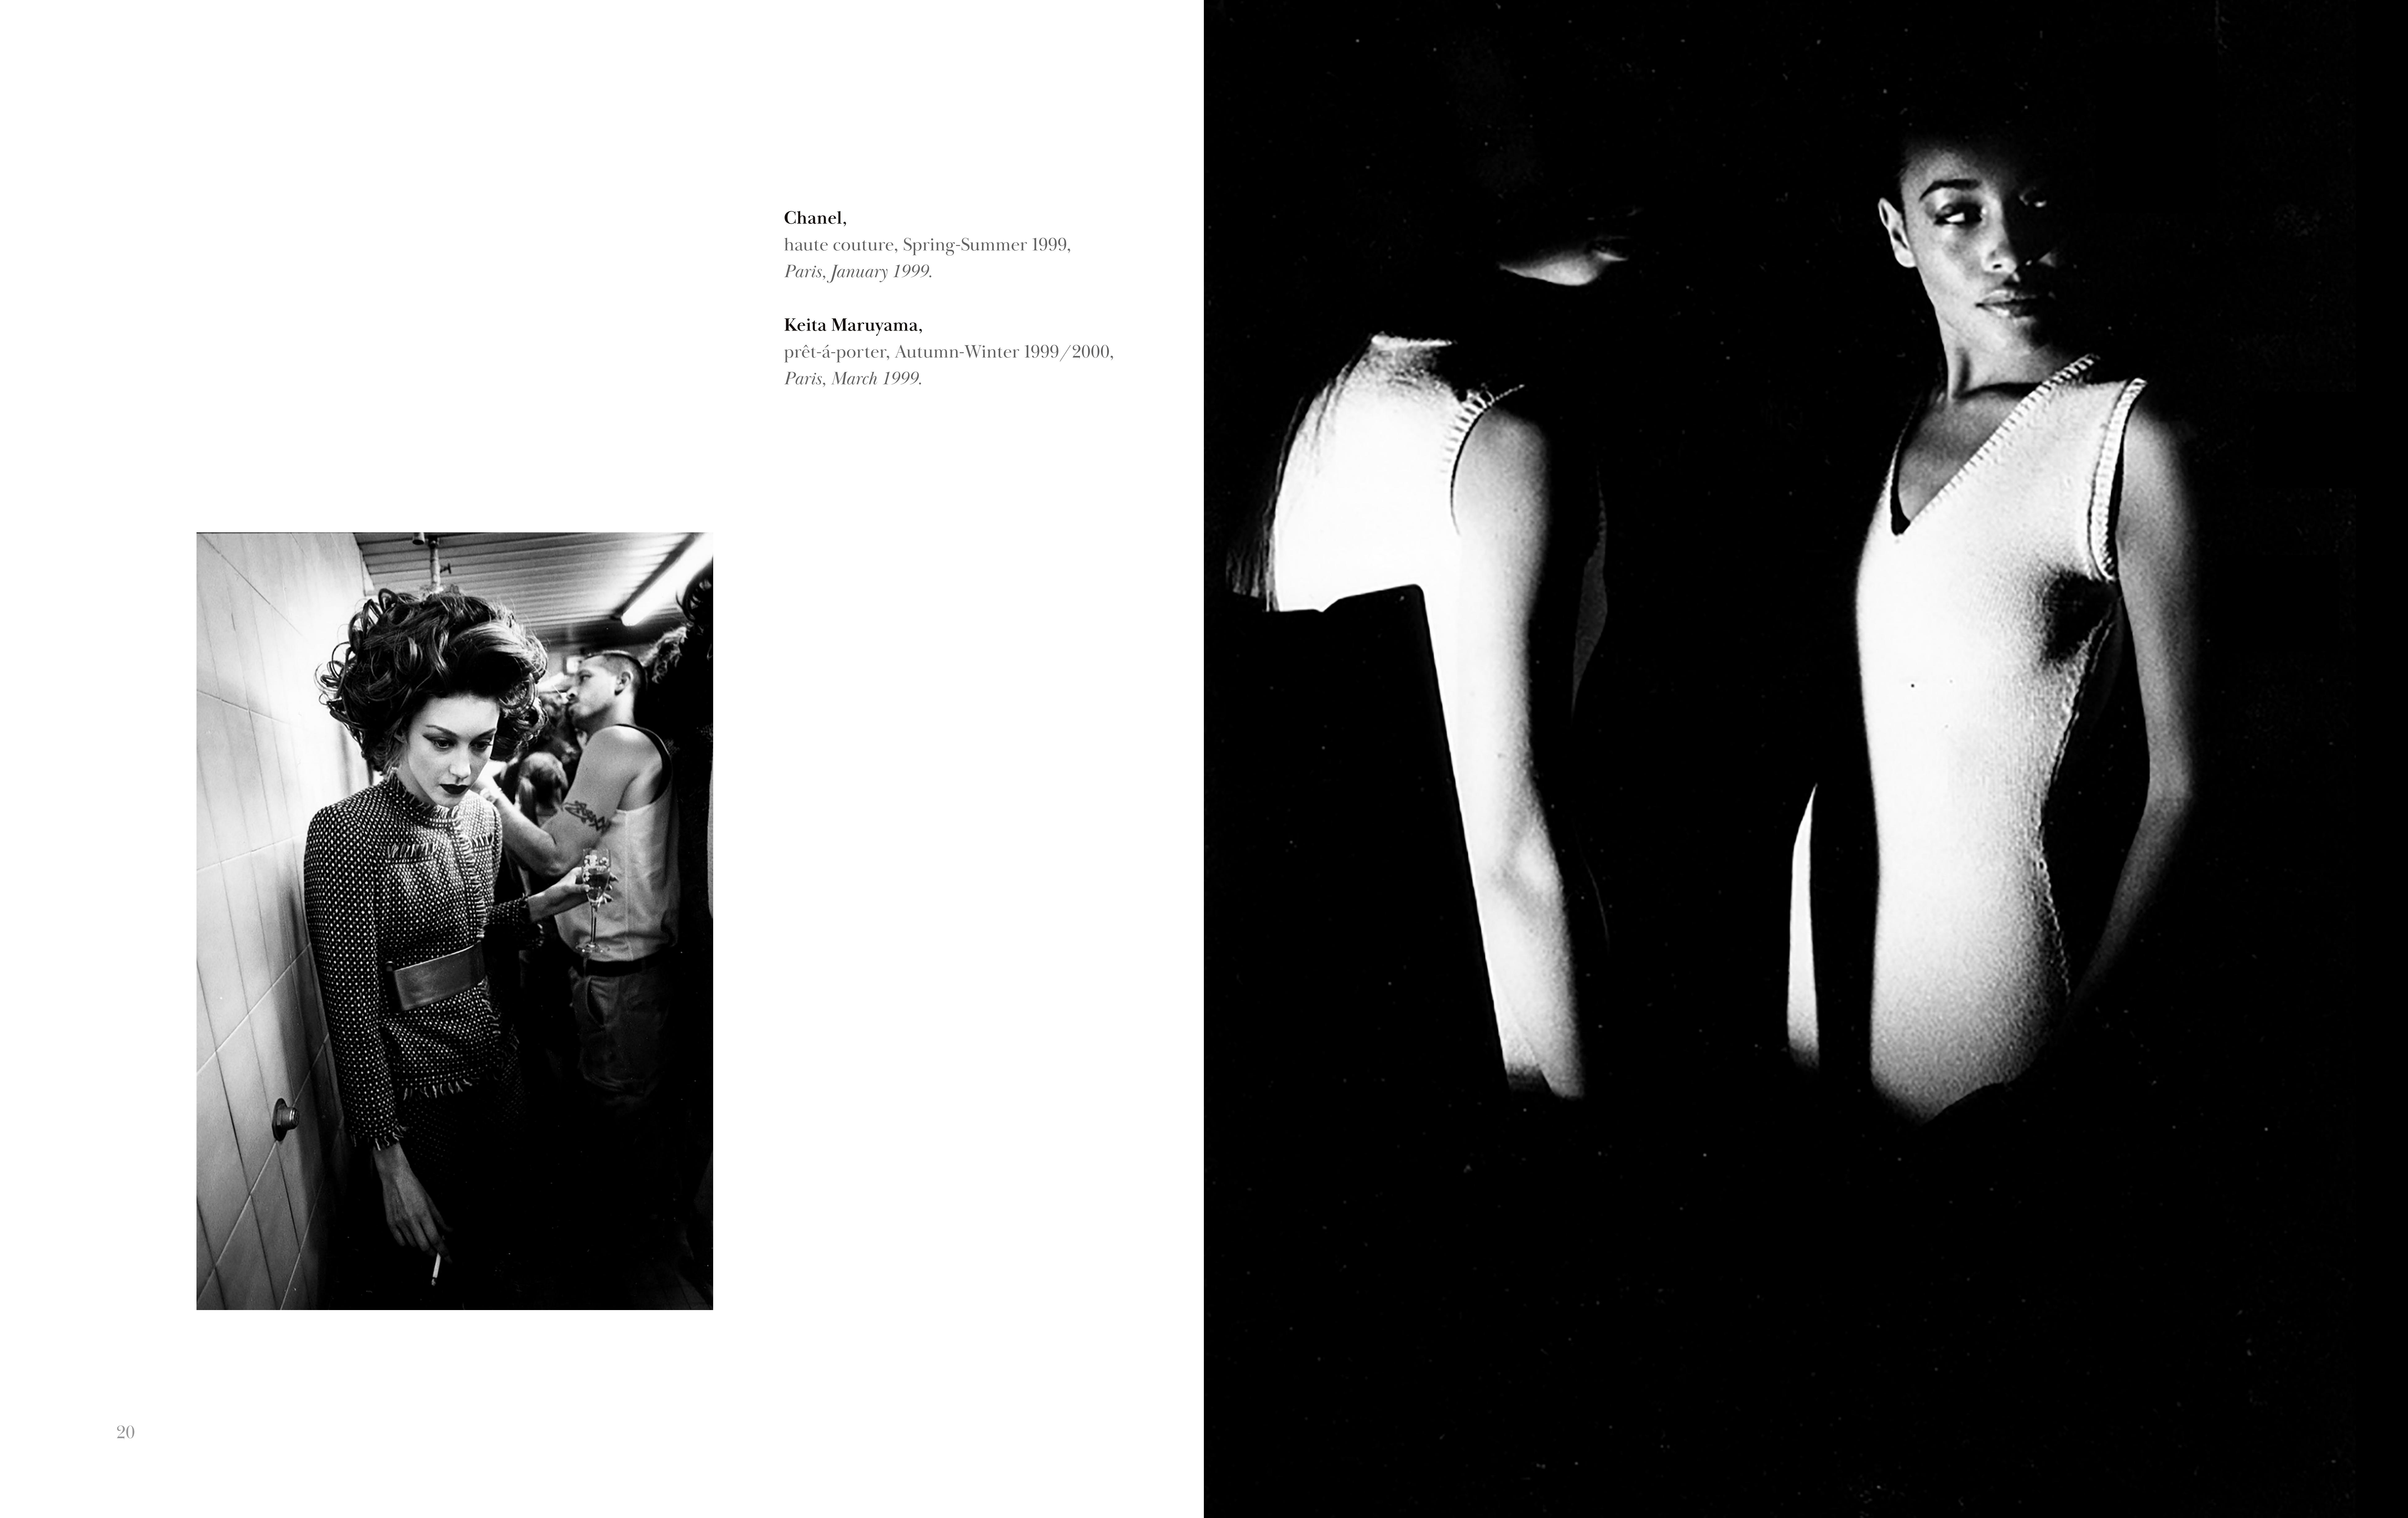 Chanel,
haute couture, Spring-Summer 1999,
Paris, January 1999.
Keita Maruyama,
prêt-á-porter, Autumn-Winter 1999/2000,
Paris, March 1999.
20